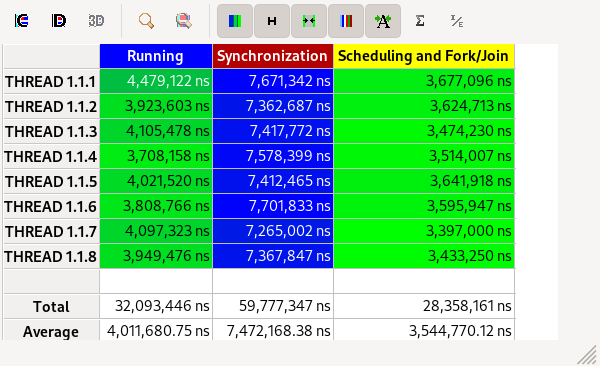 IC ID 3D H Σ Σ/E
Running Synchronization Scheduling and Fork/Join
THREAD 1.1.1 4,479,122 ns 7,671,342 ns 3,677,096 ns
THREAD 1.1.2 3,923,603 ns 7,362,687 ns 3,624,713 ns
THREAD 1.1.3 4,105,478 ns 7,417,772 ns 3,474,230 ns
THREAD 1.1.4 3,708,158 ns 7,578,399 ns 3,514,007 ns
THREAD 1.1.5 4,021,520 ns 7,412,465 ns 3,641,918 ns
THREAD 1.1.6 3,808,766 ns 7,701,833 ns 3,595,947 ns
THREAD 1.1.7 4,097,323 ns 7,265,002 ns 3,397,000 ns
THREAD 1.1.8 3,949,476 ns 7,367,847 ns 3,433,250 ns
Total 32,093,446 ns 59,777,347 ns 28,358,161 ns
Average 4,011,680.75 ns 7,472,168.38 ns 3,544,770.12 ns